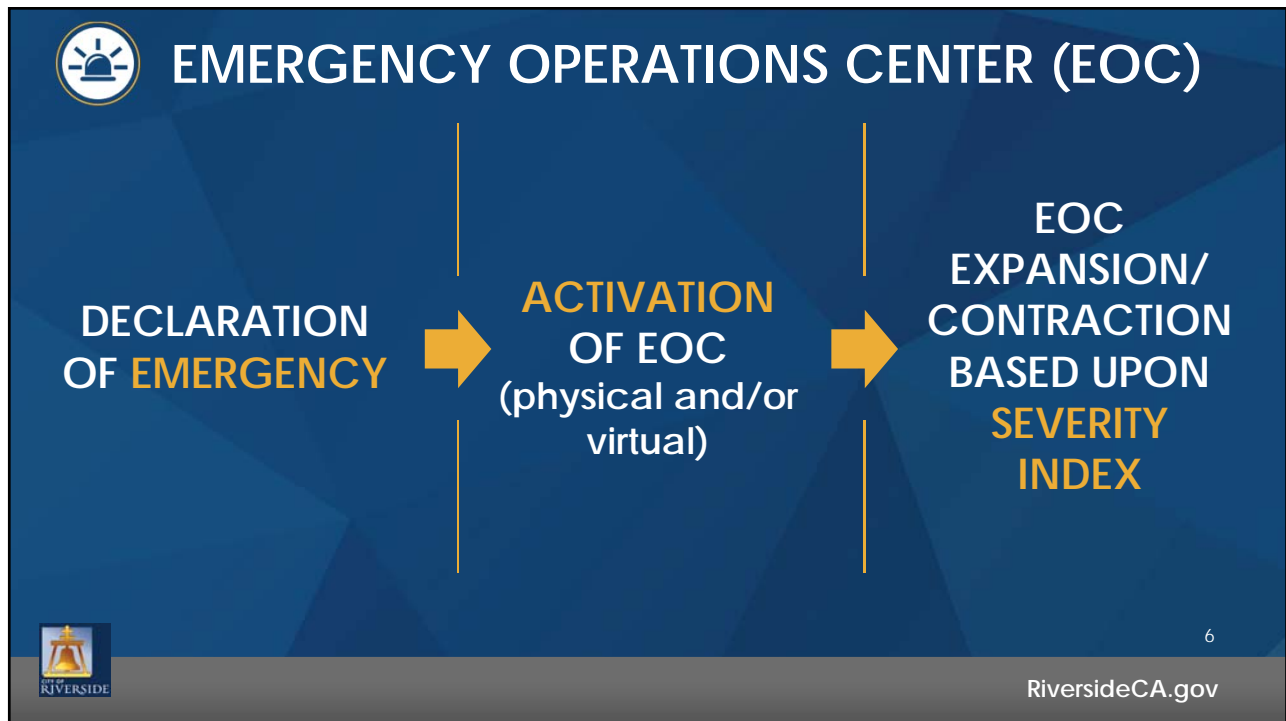 EMERGENCY OPERATIONS CENTER (EOC)
DECLARATION
OF EMERGENCY
ACTIVATION
OF EOC
(physical and/or
virtual)
EOC
EXPANSION/
CONTRACTION
BASED UPON
SEVERITY
INDEX
6
CITY OF
RIVERSIDE
RiversideCA.gov